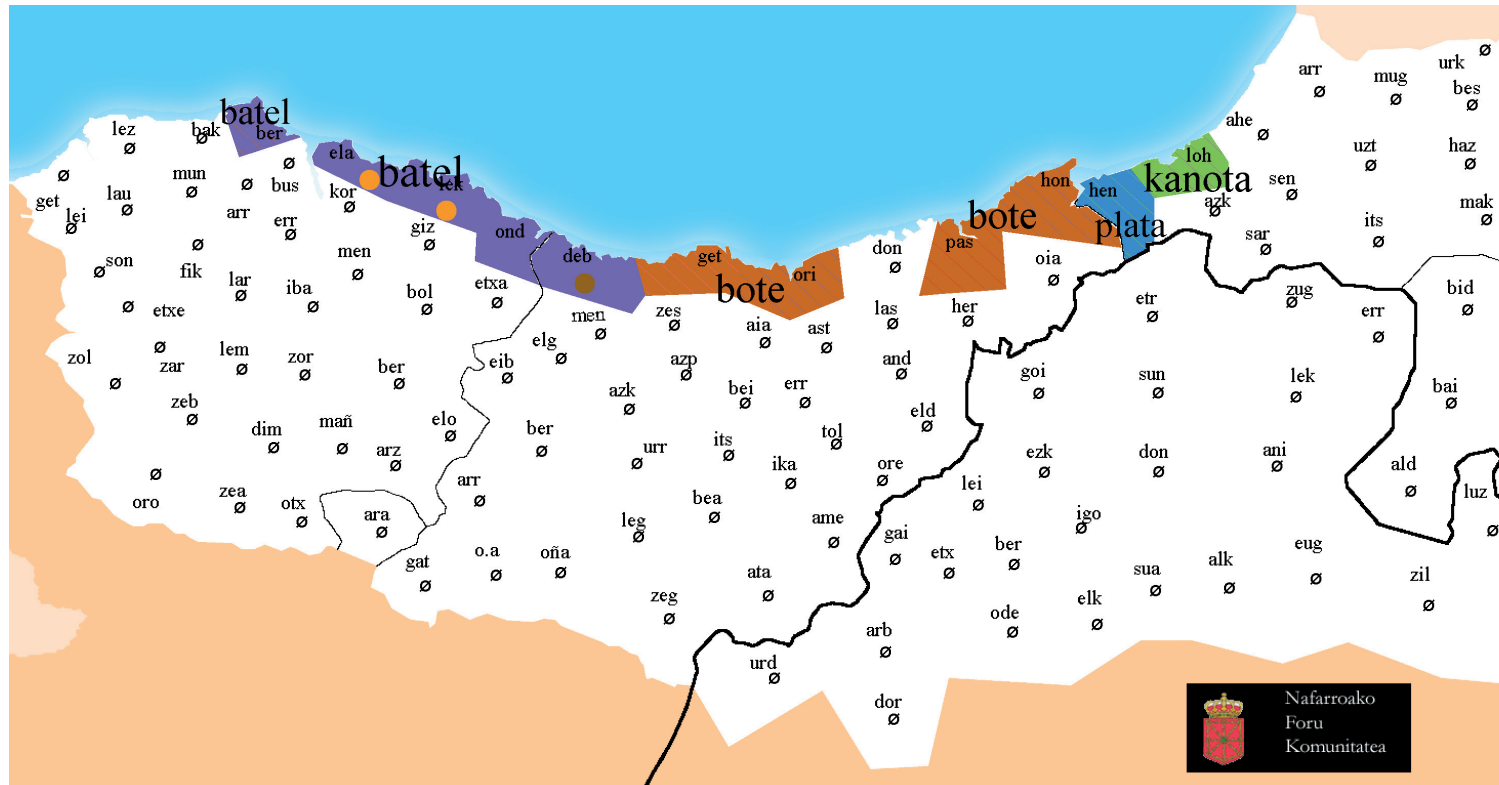 arr
mug
urk
bes
lez
bak
batel
ber
ahe
ela
uzt
haz
loh
mun
bus
batel
lek
hon
hen
kanota
sen
get
lau
kor
azk
lei
arr
err
giz
ond
bote
plata
its
mak
son
fik
men
deb
get
don
pas
sar
lar
iba
bol
etxa
ori
bote
oia
etr
zug
bid
etxe
men
zes
aia
ast
las
her
err
zol
zar
lem
zor
ber
elg
eib
azp
and
goi
sun
lek
bai
zeb
azk
bei
err
eld
dim
mañ
elo
ber
urr
its
tol
arz
ika
ore
ezk
don
ani
ald
oro
zea
otx
ara
arr
bea
lei
luz
leg
ame
igo
gat
o.a
oña
gai
etx
ber
sua
alk
eug
zil
zeg
ata
ode
elk
arb
urd
dor
Nafarroako
Foru
Komunitatea